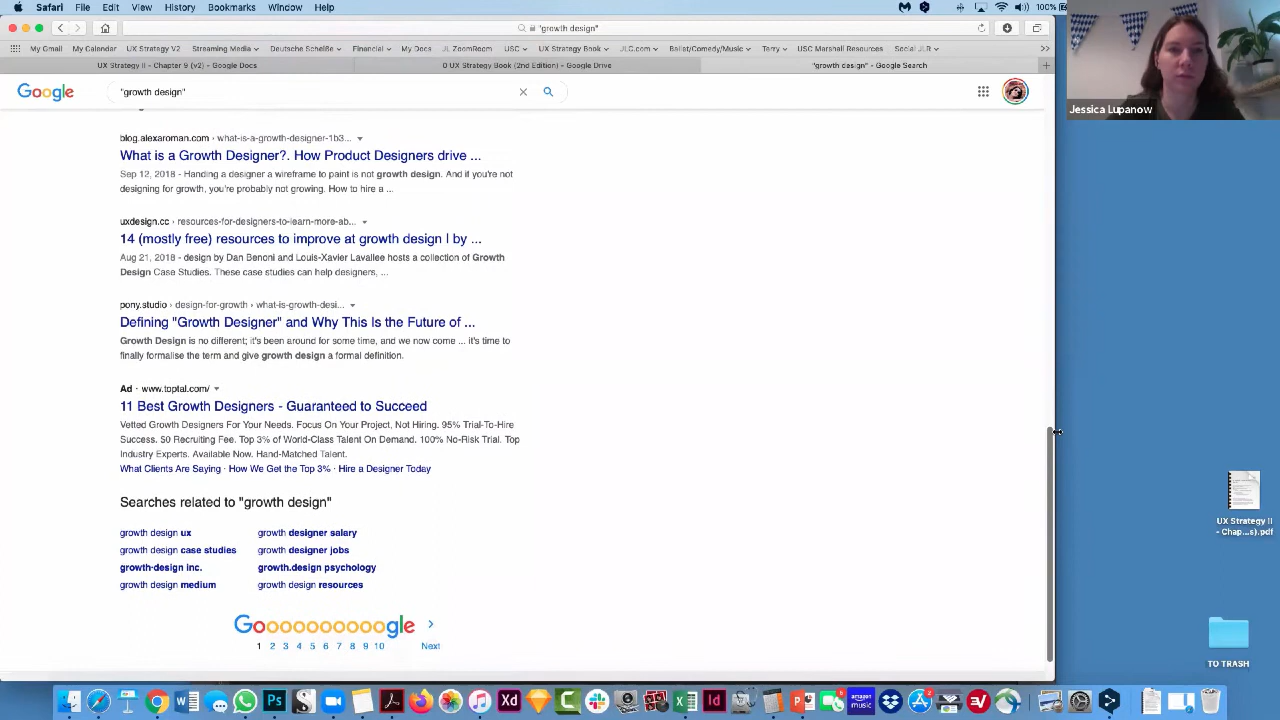 Safari File Edit View History Bookmarks Window Help 100%
"growth design"
My Gmail My Calendar UX Strategy V2 Streaming Media Deutsche Scheiße Financial My Docs JL ZoomRoom USC UX Strategy Book JLG.com Ballot/Comedy/Music Terry USC Marshall Resources Social JLR
UX Strategy II - Chapter 9 (v2) - Google Docs 0 UX Strategy Book (2nd Edition) - Google Drive "growth design" - Google Search
Google "growth design"
Jessica Lupanow
blog.alexaroman.com › what-is-a-growth-designer-1b3...
What is a Growth Designer?. How Product Designers drive ...
Sep 12, 2018 - Handing a designer a wireframe to paint is not growth design. And if you're not
designing for growth, you're probably not growing. How to hire a ...
uxdesign.cc › resources-for-designers-to-learn-more-ab...
14 (mostly free) resources to improve at growth design | by ...
Aug 21, 2018 - design by Dan Benoni and Louis-Xavier Lavallee hosts a collection of Growth
Design Case Studies. These case studies can help designers, ...
pony.studio › design-for-growth › what-is-growth-desi...
Defining "Growth Designer" and Why This Is the Future of ...
Growth Design is no different; it's been around for some time, and we now come ... it's time to
finally formalise the term and give growth design a formal definition.
Ad · www.toptal.com/
11 Best Growth Designers - Guaranteed to Succeed
Vetted Growth Designers For Your Needs. Focus On Your Project, Not Hiring. 95% Trial-To-Hire
Success. $0 Recruiting Fee. Top 3% of World-Class Talent On Demand. 100% No-Risk Trial. Top
Industry Experts. Available Now. Hand-Matched Talent.
What Clients Are Saying · How We Get the Top 3% · Hire a Designer Today
Searches related to "growth design"
growth design ux growth designer salary
growth design case studies growth designer jobs
growth-design inc. growth.design psychology
growth design medium growth design resources
Goooooooooogle
1 2 3 4 5 6 7 8 9 10 Next
UX Strategy II
- Chap...s).pdf
TO TRASH
Ps S Xd Id P amazon music